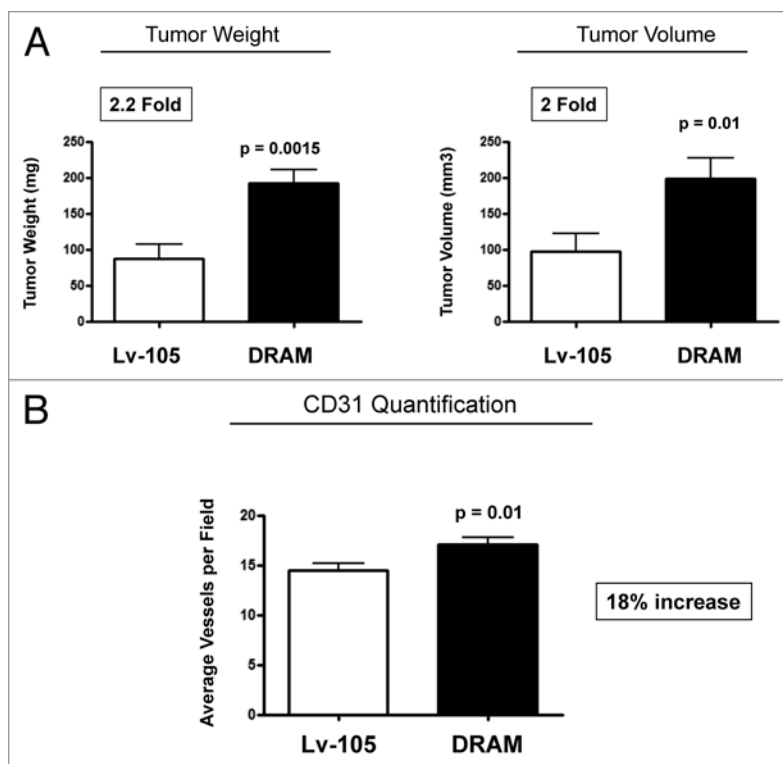 A
Tumor Weight
2.2 Fold
p = 0.0015
Tumor Weight (mg)
250
200
150
100
50
0
Lv-105 DRAM
Tumor Volume
2 Fold
p = 0.01
Tumor Volume (mm3)
250
200
150
100
50
0
Lv-105 DRAM
B
CD31 Quantification
p = 0.01
Average Vessels per Field
20
15
10
5
0
Lv-105 DRAM
18% increase